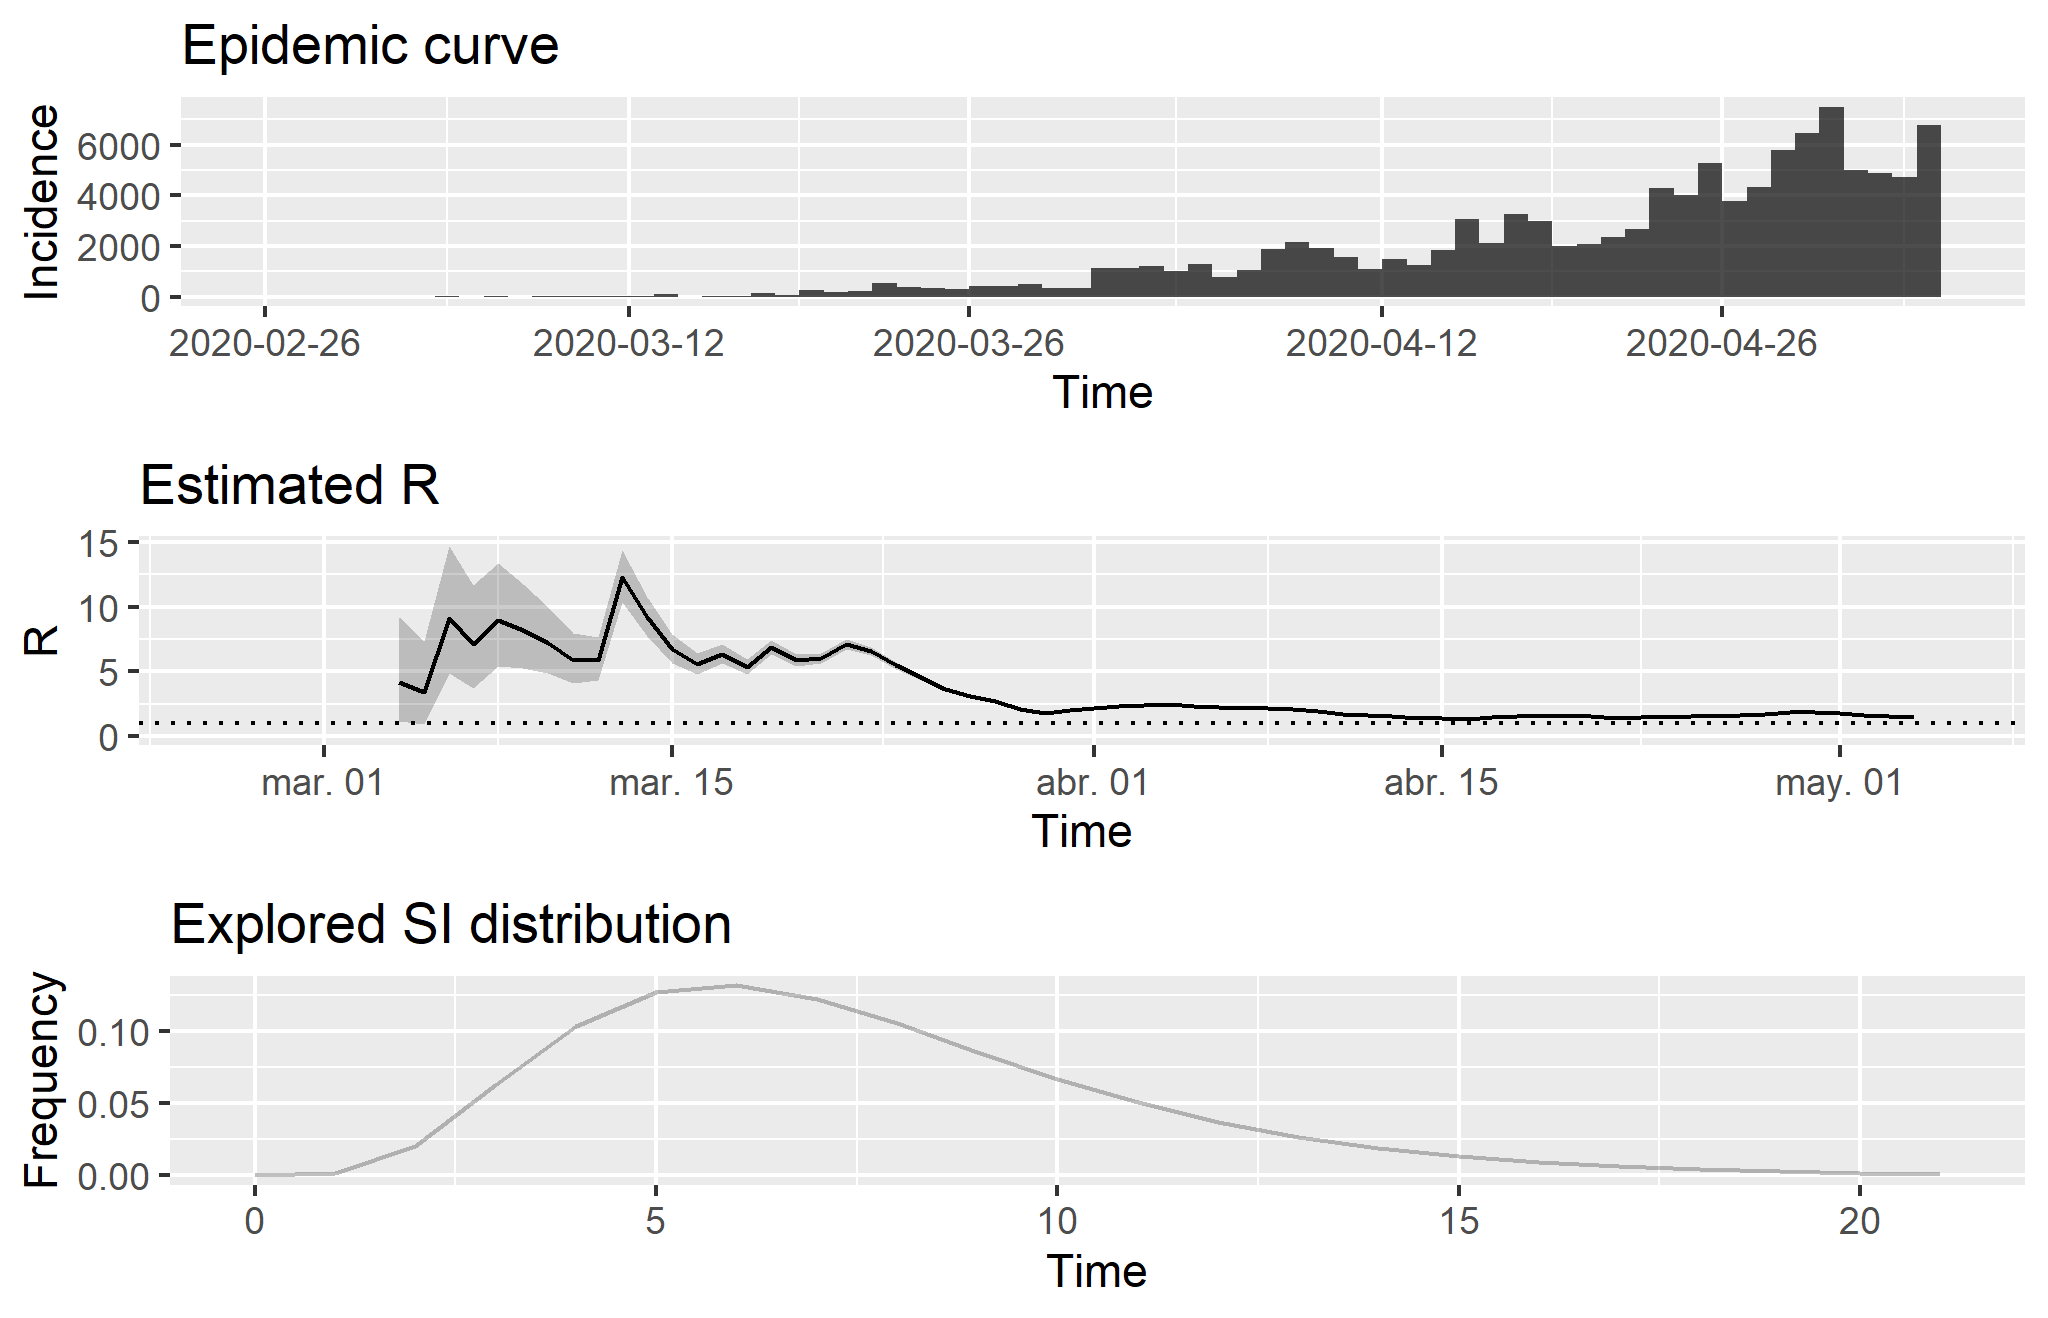 Epidemic curve
Incidence
6000
4000
2000
0
2020-02-26 2020-03-12 2020-03-26 2020-04-12 2020-04-26
Time
Estimated R
R
15
10
5
0
mar. 01 mar. 15 abr. 01 abr. 15 may. 01
Time
Explored SI distribution
Frequency
0.10
0.05
0.00
0 5 10 15 20
Time